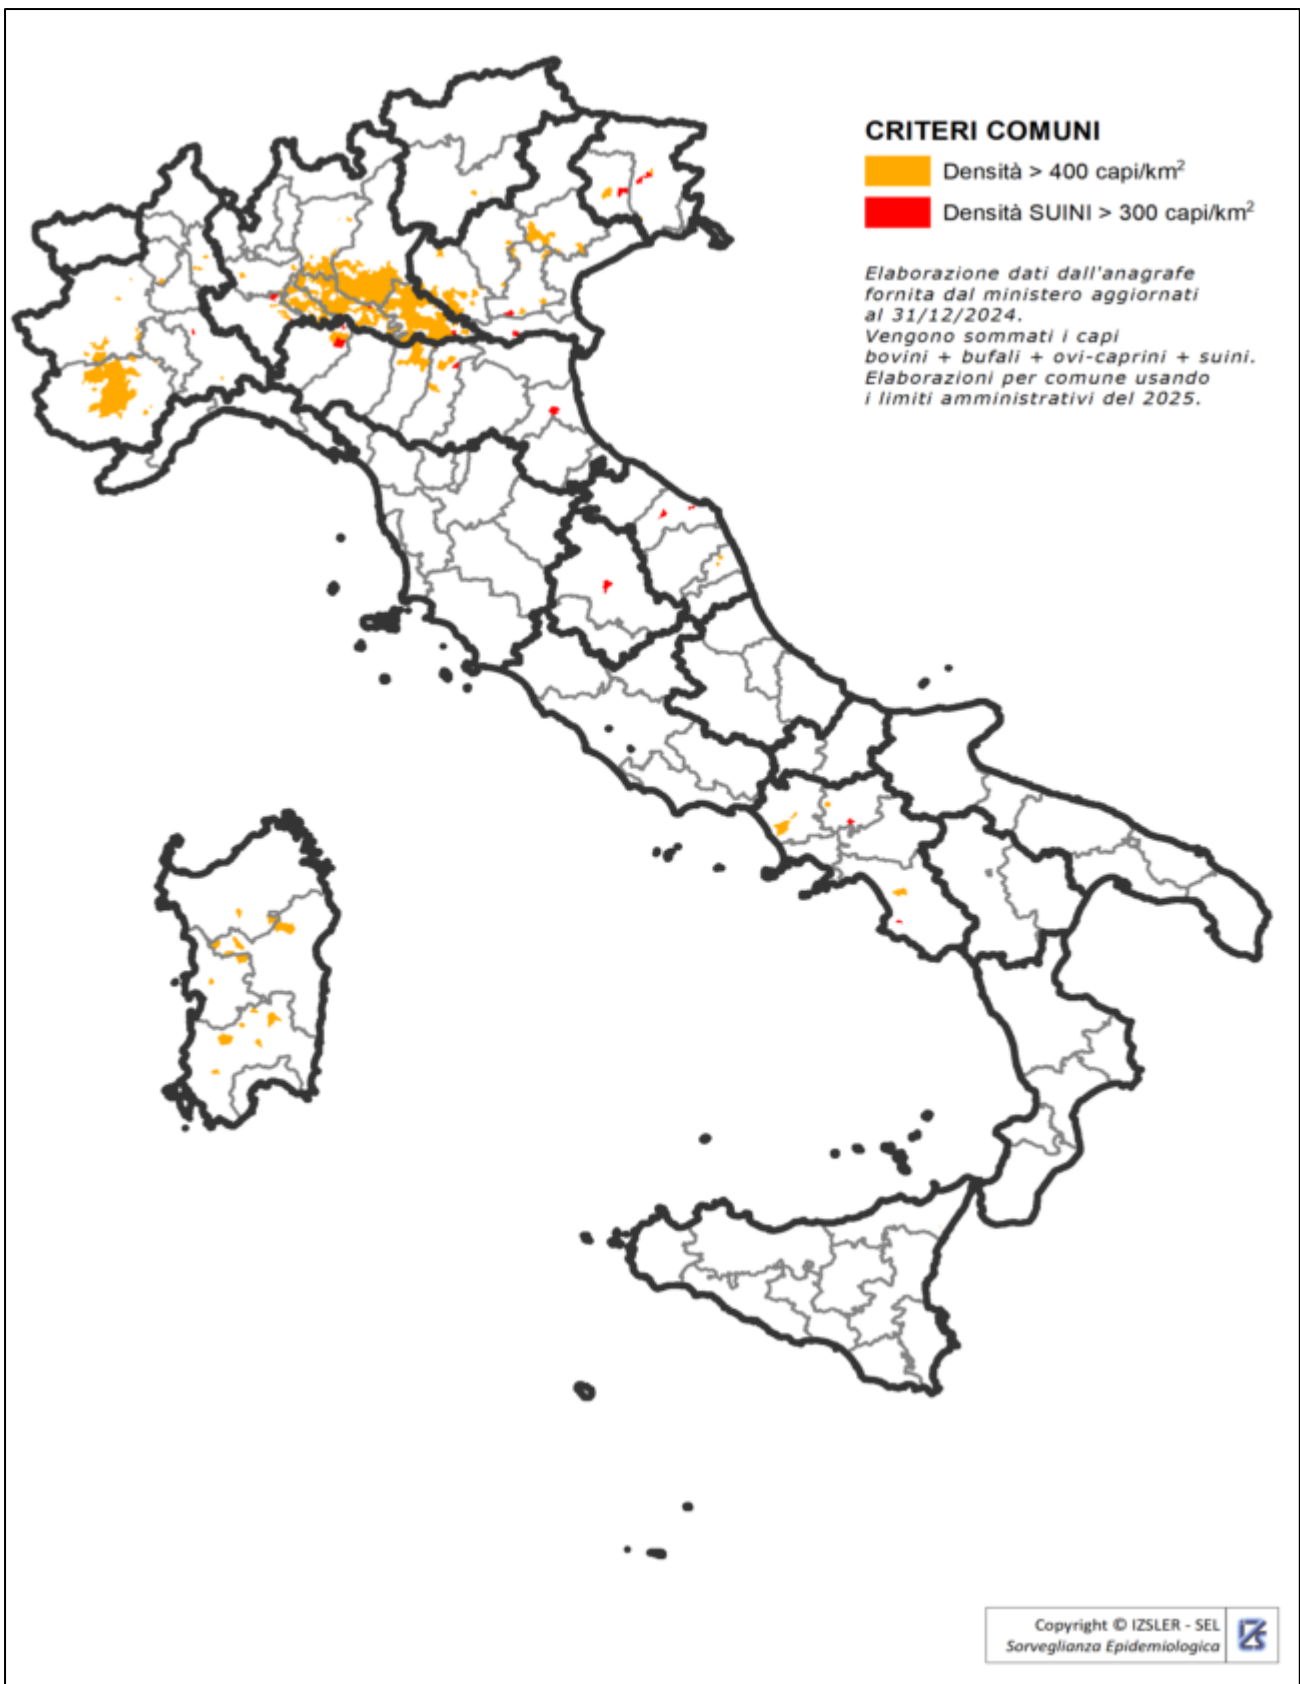 CRITERI COMUNI
Densità > 400 capi/km²
Densità SUINI > 300 capi/km²
Elaborazione dati dall'anagrafe
fornita dal ministero aggiornati
al 31/12/2024.
Vengono sommati i capi
bovini + bufali + ovi-caprini + suini.
Elaborazioni per comune usando
i limiti amministrativi del 2025.
Copyright © IZSLER - SEL
Sorveglianza Epidemiologica